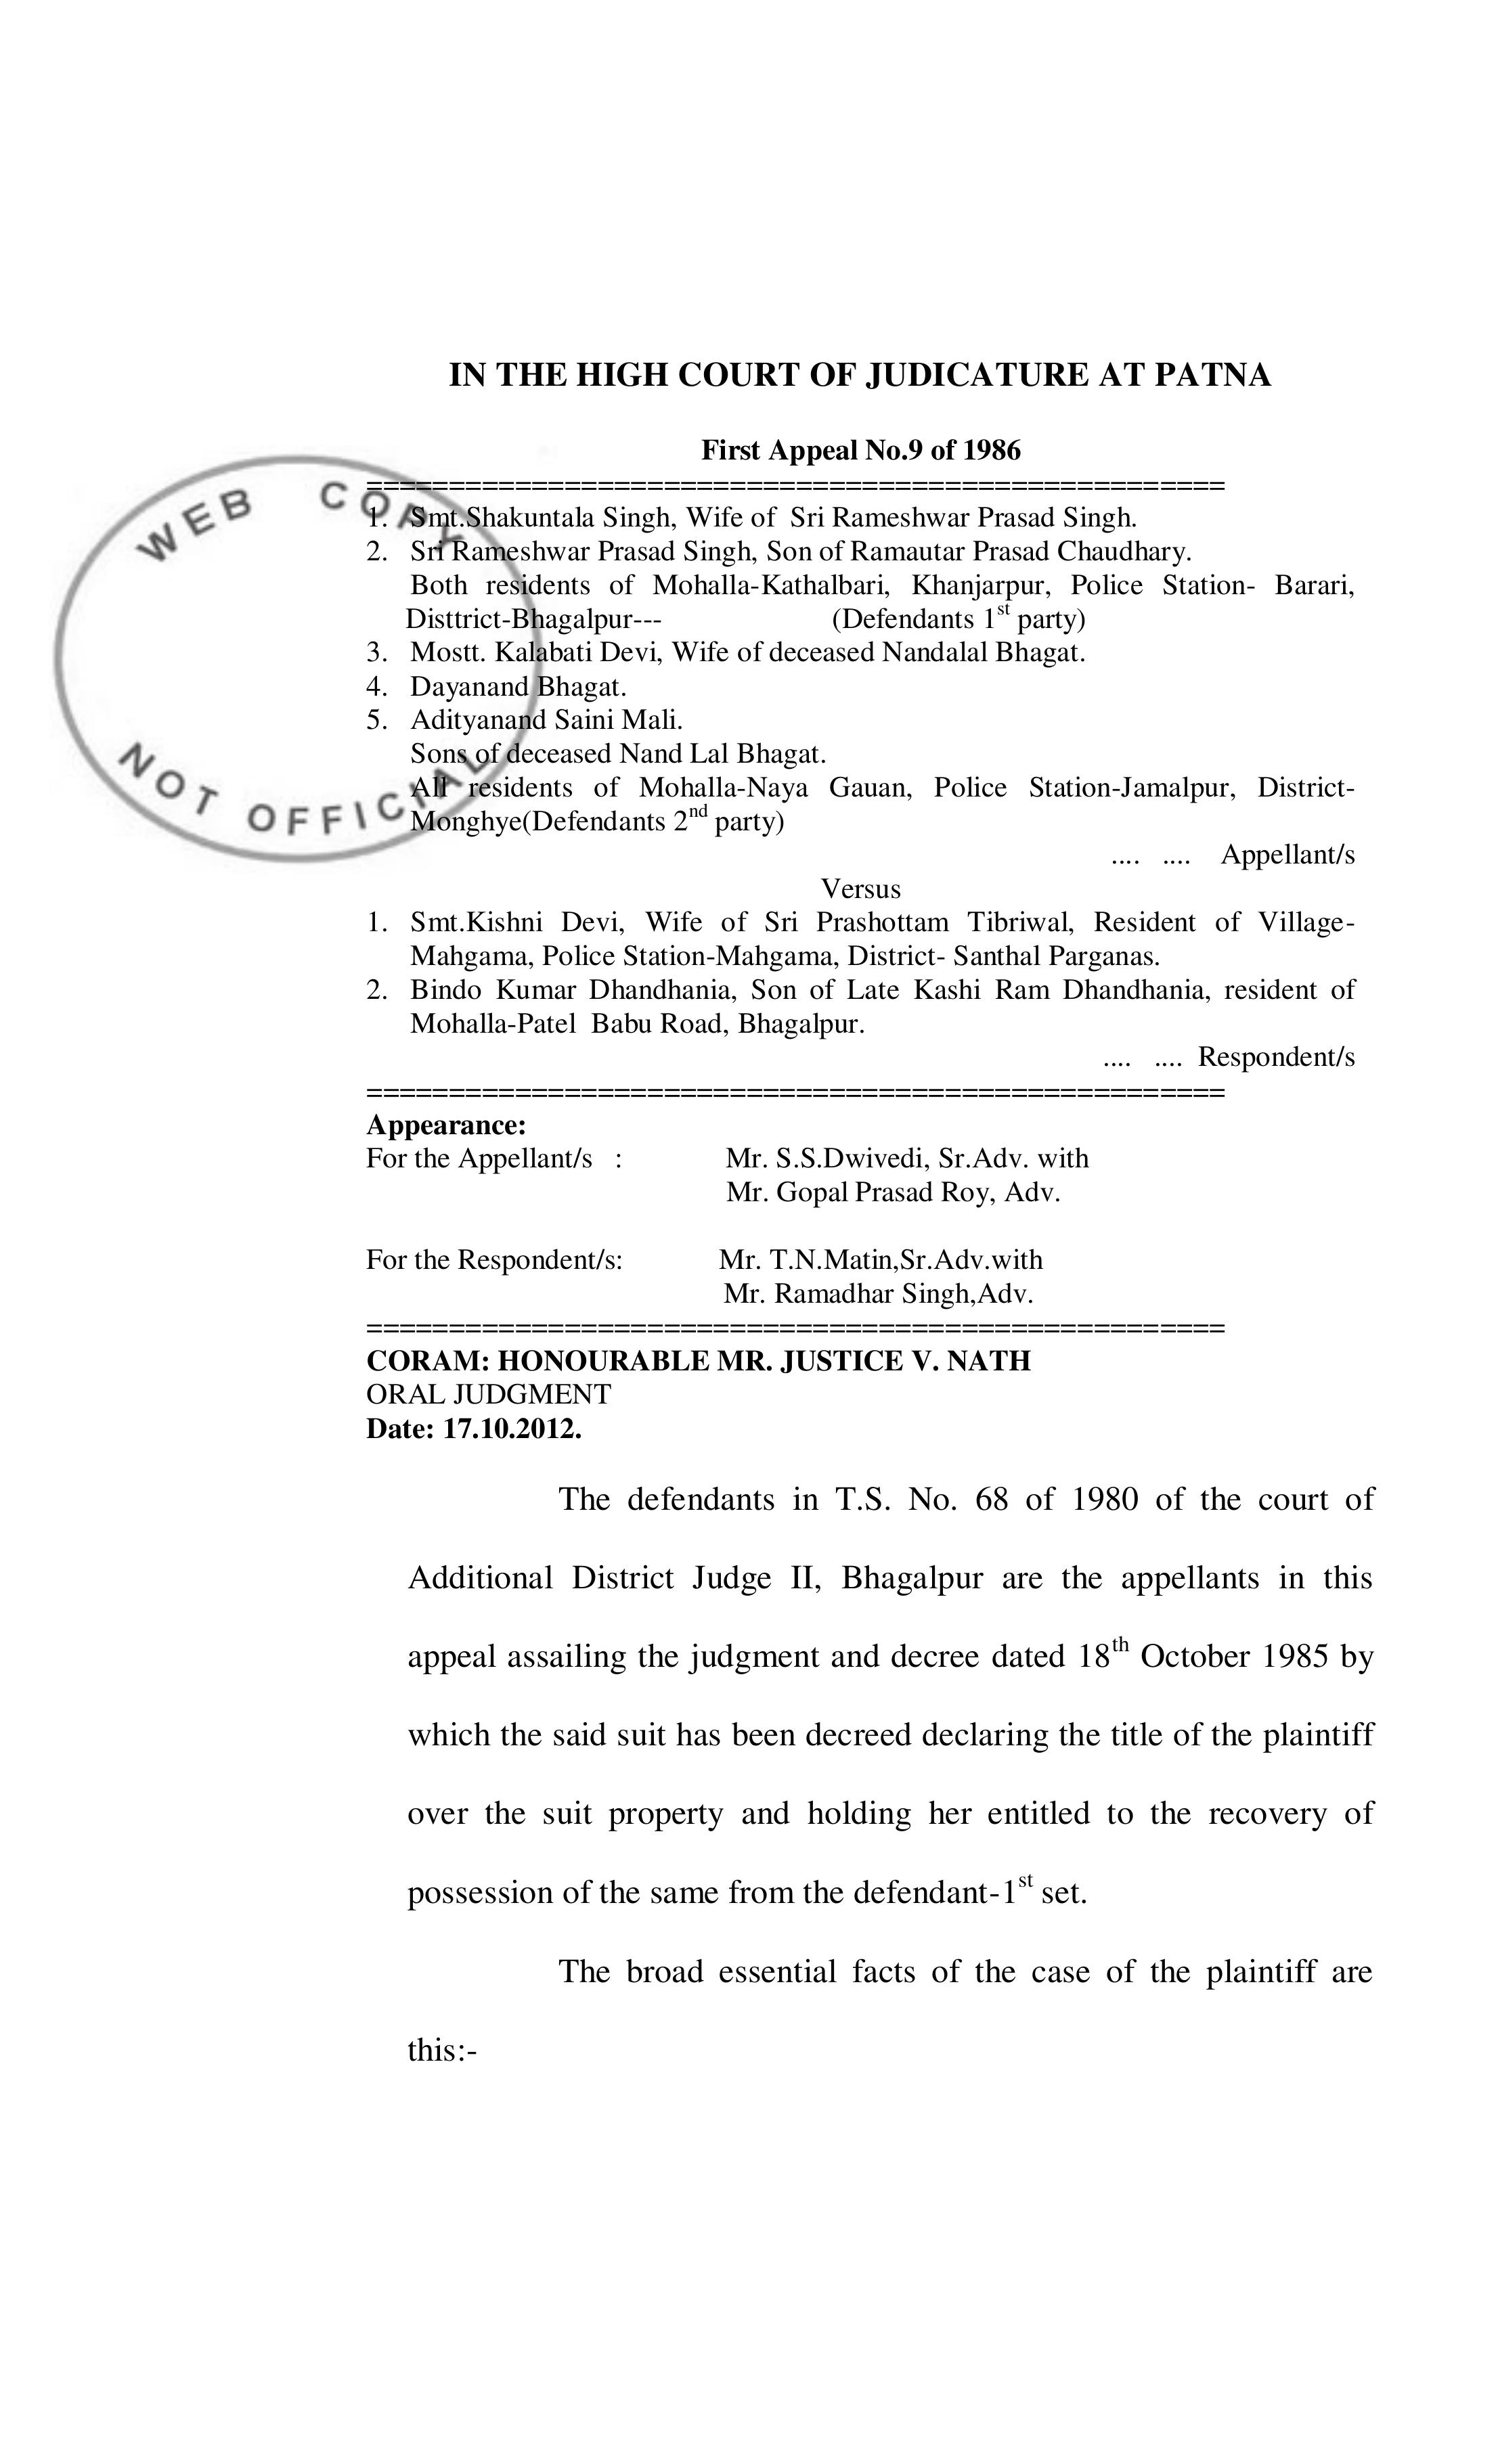 IN THE HIGH COURT OF JUDICATURE AT PATNA
First Appeal No.9 of 1986
====================================================
1. Smt.Shakuntala Singh, Wife of Sri Rameshwar Prasad Singh.
2. Sri Rameshwar Prasad Singh, Son of Ramautar Prasad Chaudhary.
Both residents of Mohalla-Kathalbari, Khanjarpur, Police Station- Barari,
Disttrict-Bhagalpur--- (Defendants 1st party)
3. Mostt. Kalabati Devi, Wife of deceased Nandalal Bhagat.
4. Dayanand Bhagat.
5. Adityanand Saini Mali.
Sons of deceased Nand Lal Bhagat.
All residents of Mohalla-Naya Gauan, Police Station-Jamalpur, District-
Monghye(Defendants 2nd party)
.... .... Appellant/s
Versus
1. Smt.Kishni Devi, Wife of Sri Prashottam Tibriwal, Resident of Village-
Mahgama, Police Station-Mahgama, District- Santhal Parganas.
2. Bindo Kumar Dhandhania, Son of Late Kashi Ram Dhandhania, resident of
Mohalla-Patel Babu Road, Bhagalpur.
.... .... Respondent/s
====================================================
Appearance:
For the Appellant/s : Mr. S.S.Dwivedi, Sr.Adv. with
Mr. Gopal Prasad Roy, Adv.
For the Respondent/s: Mr. T.N.Matin,Sr.Adv.with
Mr. Ramadhar Singh,Adv.
====================================================
CORAM: HONOURABLE MR. JUSTICE V. NATH
ORAL JUDGMENT
Date: 17.10.2012.
The defendants in T.S. No. 68 of 1980 of the court of
Additional District Judge II, Bhagalpur are the appellants in this
appeal assailing the judgment and decree dated 18th October 1985 by
which the said suit has been decreed declaring the title of the plaintiff
over the suit property and holding her entitled to the recovery of
possession of the same from the defendant-1st set.
The broad essential facts of the case of the plaintiff are
this:-
WEB COPY
NOT OFFICIAL